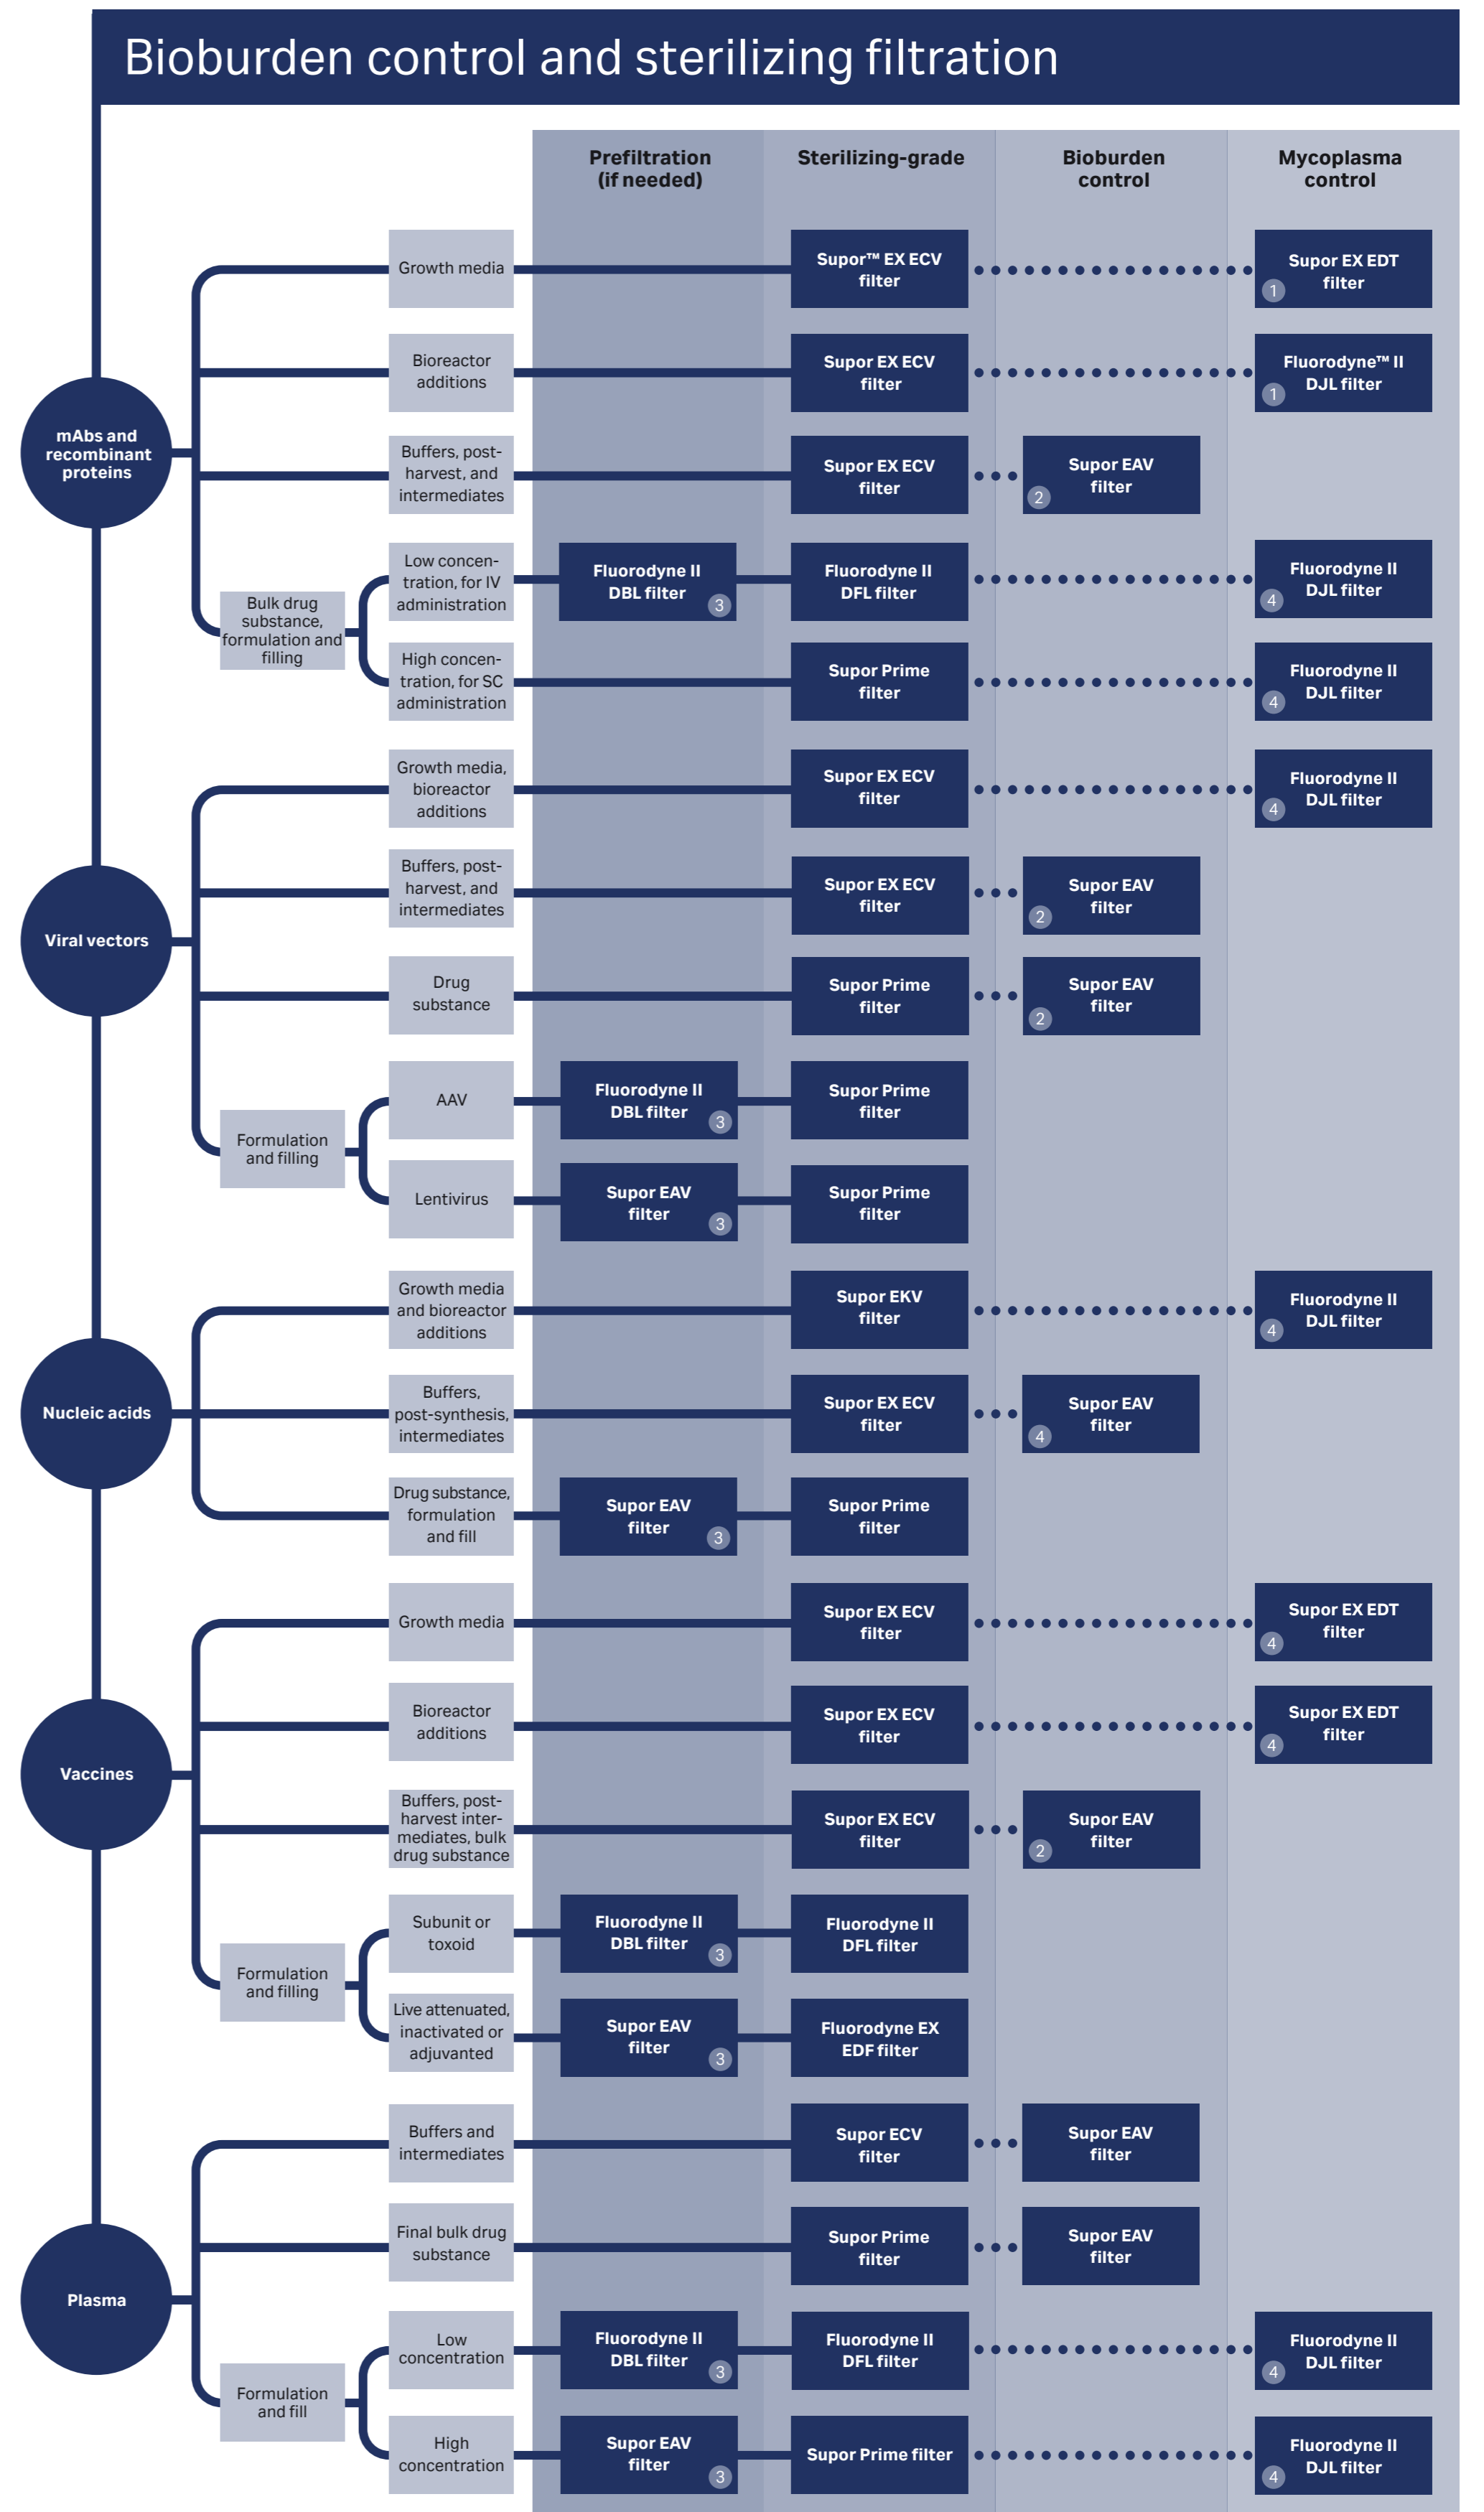 Bioburden control and sterilizing filtration
Prefiltration
(if needed)
Sterilizing-grade
Bioburden
control
Mycoplasma
control
mAbs and
recombinant
proteins
Growth media
Supor™ EX ECV
filter
Supor EX EDT
filter
1
Bioreactor
additions
Supor EX ECV
filter
Fluorodyne™ II
DJL filter
1
Buffers, post-
harvest, and
intermediates
Supor EX ECV
filter
Supor EAV
filter
2
Bulk drug
substance,
formulation and
filling
Low concen-
tration, for IV
administration
Fluorodyne II
DBL filter
3
Fluorodyne II
DFL filter
Fluorodyne II
DJL filter
4
High concen-
tration, for SC
administration
Supor Prime
filter
Fluorodyne II
DJL filter
4
Viral vectors
Growth media,
bioreactor
additions
Supor EX ECV
filter
Fluorodyne II
DJL filter
4
Buffers, post-
harvest, and
intermediates
Supor EX ECV
filter
Supor EAV
filter
2
Drug
substance
Supor Prime
filter
Supor EAV
filter
2
Formulation
and filling
AAV
Fluorodyne II
DBL filter
3
Supor Prime
filter
Lentivirus
Supor EAV
filter
3
Supor Prime
filter
Nucleic acids
Growth media
and bioreactor
additions
Supor EKV
filter
Fluorodyne II
DJL filter
4
Buffers,
post-synthesis,
intermediates
Supor EX ECV
filter
Supor EAV
filter
4
Drug substance,
formulation
and fill
Supor EAV
filter
3
Supor Prime
filter
Vaccines
Growth media
Supor EX ECV
filter
Supor EX EDT
filter
4
Bioreactor
additions
Supor EX ECV
filter
Supor EX EDT
filter
4
Buffers, post-
harvest inter-
mediates, bulk
drug substance
Supor EX ECV
filter
Supor EAV
filter
2
Formulation
and filling
Subunit or
toxoid
Fluorodyne II
DBL filter
3
Fluorodyne II
DFL filter
Live attenuated,
inactivated or
adjuvanted
Supor EAV
filter
3
Fluorodyne EX
EDF filter
Plasma
Buffers and
intermediates
Supor ECV
filter
Supor EAV
filter
Final bulk drug
substance
Supor Prime
filter
Supor EAV
filter
Formulation
and fill
Low
concentration
Fluorodyne II
DBL filter
3
Fluorodyne II
DFL filter
Fluorodyne II
DJL filter
4
High
concentration
Supor EAV
filter
3
Supor Prime filter
Fluorodyne II
DJL filter
4